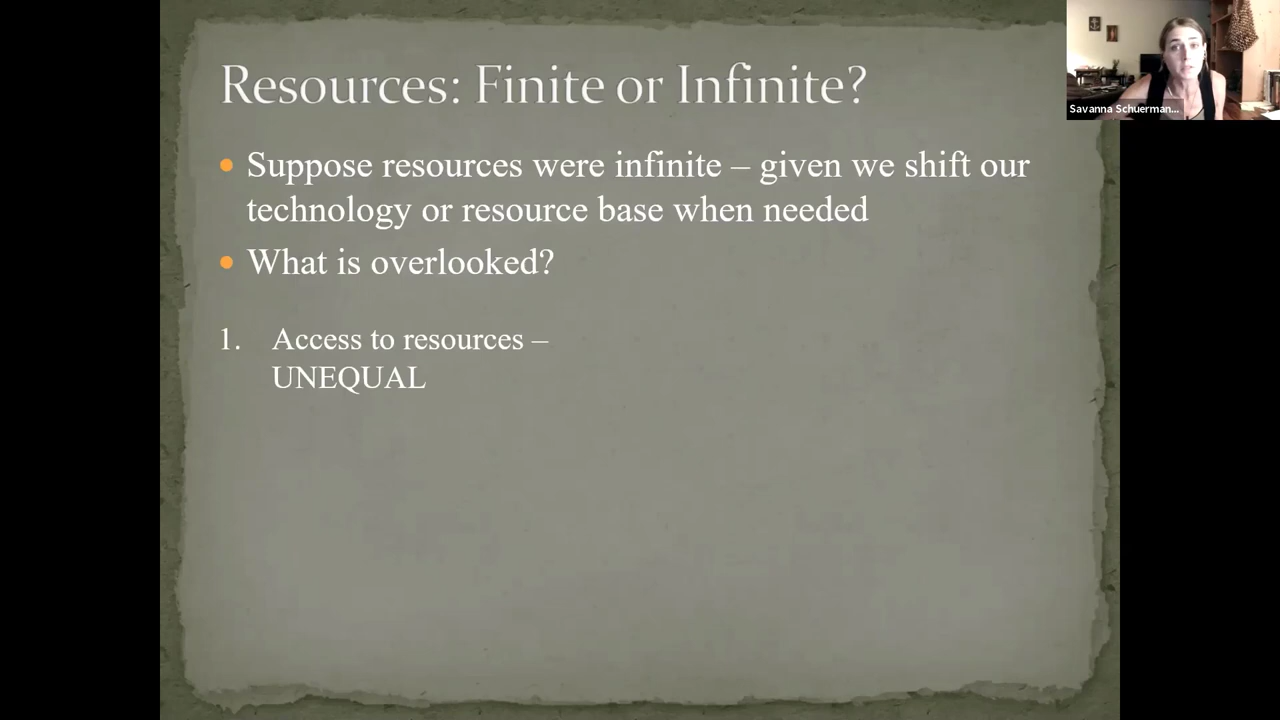 Resources: Finite or Infinite?
Savanna Schuerman...
Suppose resources were infinite – given we shift our
technology or resource base when needed
What is overlooked?
1. Access to resources –
UNEQUAL